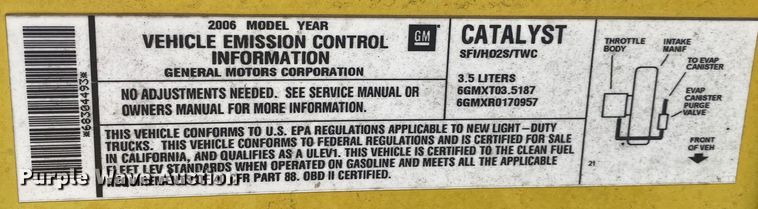 *68304493*
2006 MODEL YEAR
VEHICLE EMISSION CONTROL
INFORMATION
GENERAL MOTORS CORPORATION
GM
NO ADJUSTMENTS NEEDED. SEE SERVICE MANUAL OR
OWNERS MANUAL FOR MORE INFORMATION.
CATALYST
SFI/HO2S/TWC
3.5 LITERS
6GMXT03.5187
6GMXR0170957
THIS VEHICLE CONFORMS TO U.S. EPA REGULATIONS APPLICABLE TO NEW LIGHT-DUTY
TRUCKS. THIS VEHICLE CONFORMS TO FEDERAL REGULATIONS AND IS CERTIFIED FOR SALE
IN CALIFORNIA, AND QUALIFIES AS A ULEV1. THIS VEHICLE IS CERTIFIED TO THE CLEAN FUEL
FLEET LEV STANDARDS WHEN OPERATED ON GASOLINE AND MEETS ALL THE APPLICABLE
FR PART 88. OBD II CERTIFIED.
21
THROTTLE
BODY
INTAKE
MANIF
TO EVAP
CANISTER
EVAP
CANISTER
PURGE
VALVE
FRONT
OF VEH
Purple Wave Auction